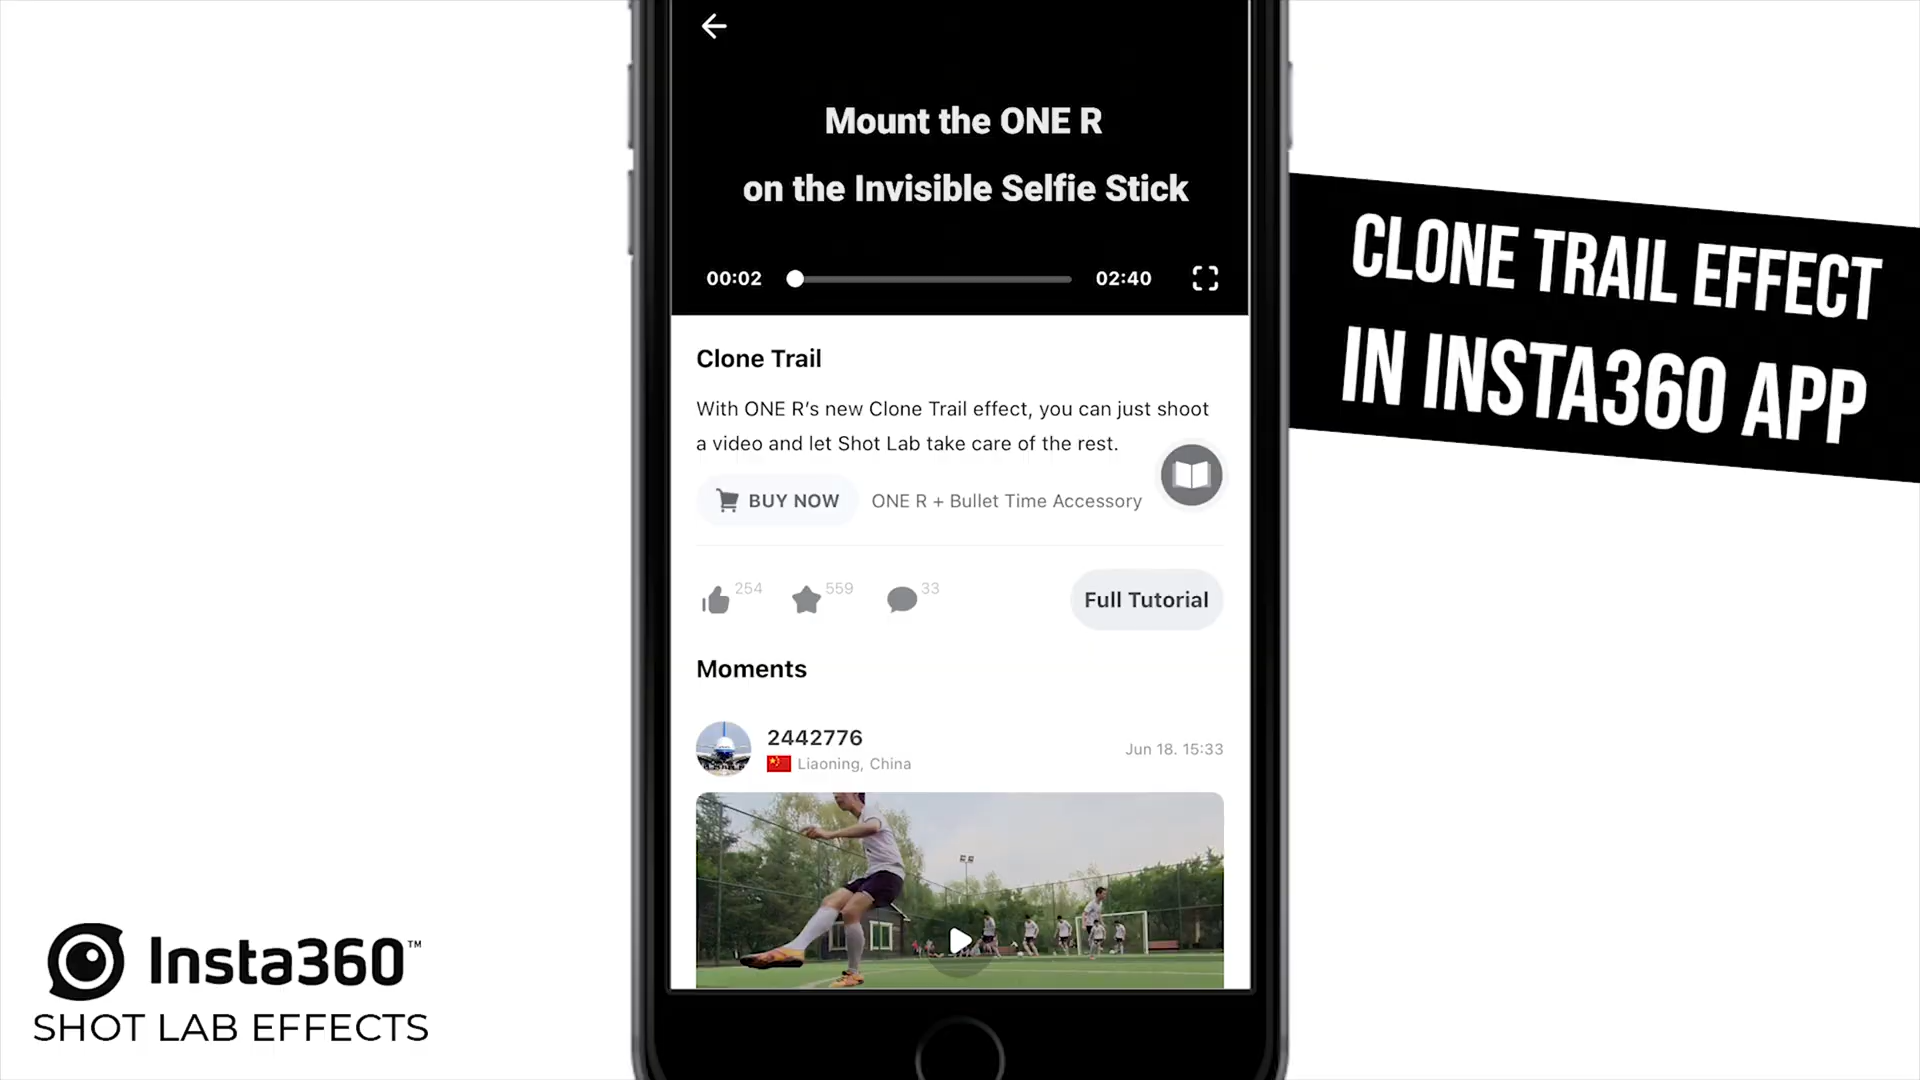 Mount the ONE R
on the Invisible Selfie Stick
00:02
02:40
CLONE TRAIL EFFECT
IN INSTA360 APP
Clone Trail
With ONE R’s new Clone Trail effect, you can just shoot
a video and let Shot Lab take care of the rest.
BUY NOW
ONE R + Bullet Time Accessory
254
559
33
Full Tutorial
Moments
2442776
Liaoning, China
Jun 18. 15:33
Insta360™
SHOT LAB EFFECTS